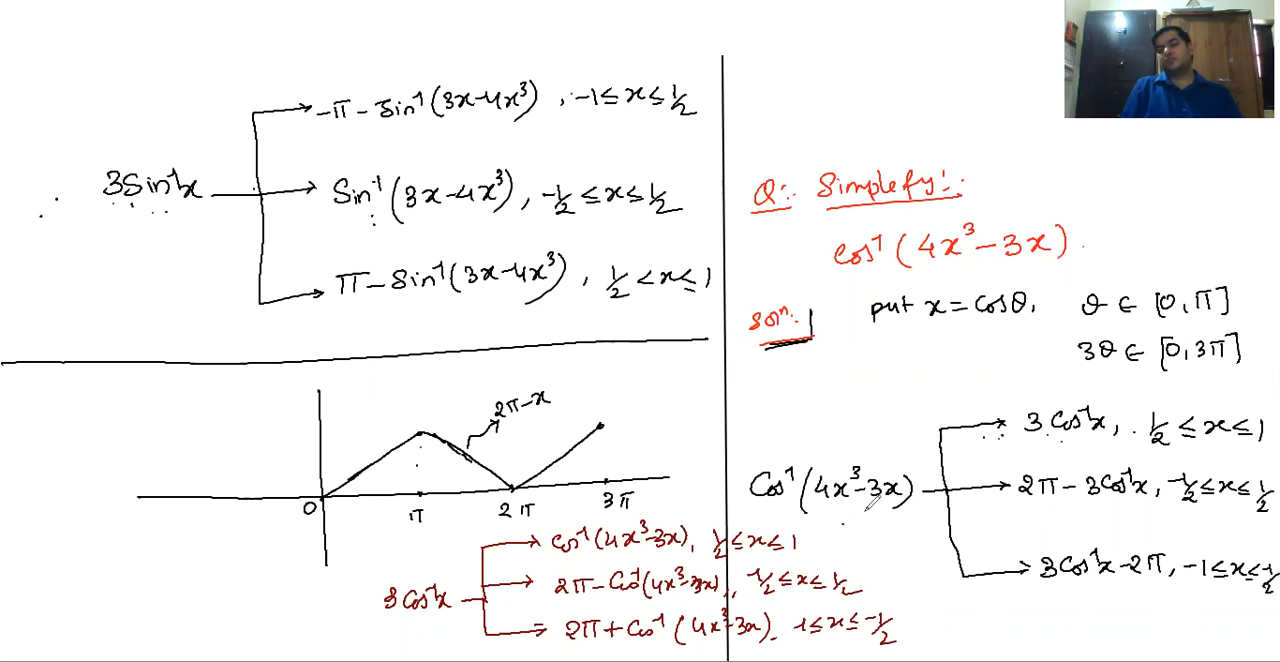 -π - Sin⁻¹(3x-4x³) , -1 ≤ x ≤ 1/2
3Sin⁻¹x
Sin⁻¹(3x-4x³) , -1/2 ≤ x ≤ 1/2
π - Sin⁻¹(3x-4x³) , 1/2 < x ≤ 1
2π-x
0 π 2π 3π
Cos⁻¹(4x³-3x), 1/2 ≤ x ≤ 1
3Cos⁻¹x
2π-Cos⁻¹(4x³-3x), -1/2 ≤ x ≤ 1/2
2π+Cos⁻¹(4x³-3x), -1 ≤ x ≤ -1/2
Q:- Simplefy:-
Cos⁻¹(4x³-3x).
Solⁿ:
put x = Cosθ, θ ∈ [0, π]
3θ ∈ [0, 3π]
3 Cos⁻¹x, 1/2 ≤ x ≤ 1
Cos⁻¹(4x³-3x)
2π-3Cos⁻¹x, -1/2 ≤ x ≤ 1/2
3Cos⁻¹x-2π, -1 ≤ x ≤ -1/2